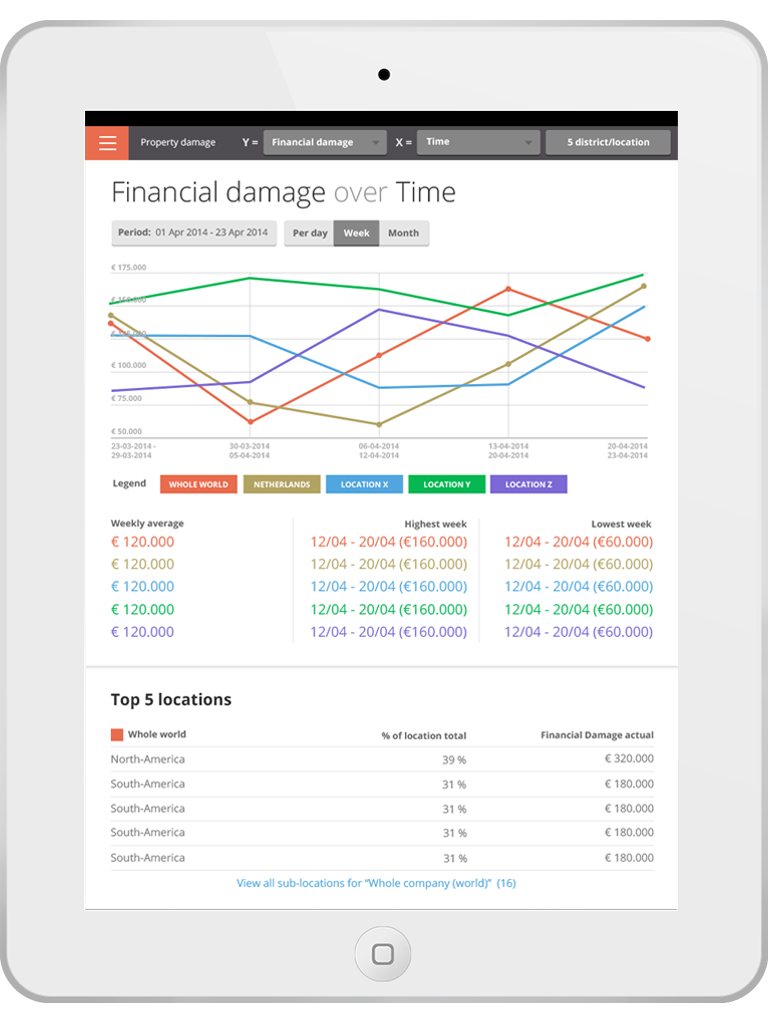 Property damage Y = Financial damage X = Time 5 district/location
Financial damage over Time
Period: 01 Apr 2014 - 23 Apr 2014 Per day Week Month
€ 175.000
€ 100.000
€ 75.000
€ 50.000
23-03-2014 - 30-03-2014 06-04-2014 13-04-2014 20-04-2014
29-03-2014 05-04-2014 12-04-2014 20-04-2014 23-04-2014
Legend WHOLE WORLD NETHERLANDS LOCATION X LOCATION Y LOCATION Z
Weekly average Highest week Lowest week
€ 120.000 12/04 - 20/04 (€160.000) 12/04 - 20/04 (€60.000)
€ 120.000 12/04 - 20/04 (€160.000) 12/04 - 20/04 (€60.000)
€ 120.000 12/04 - 20/04 (€160.000) 12/04 - 20/04 (€60.000)
€ 120.000 12/04 - 20/04 (€160.000) 12/04 - 20/04 (€60.000)
€ 120.000 12/04 - 20/04 (€160.000) 12/04 - 20/04 (€60.000)
Top 5 locations
Whole world % of location total Financial Damage actual
North-America 39 % € 320.000
South-America 31 % € 180.000
South-America 31 % € 180.000
South-America 31 % € 180.000
South-America 31 % € 180.000
View all sub-locations for “Whole company (world)” (16)